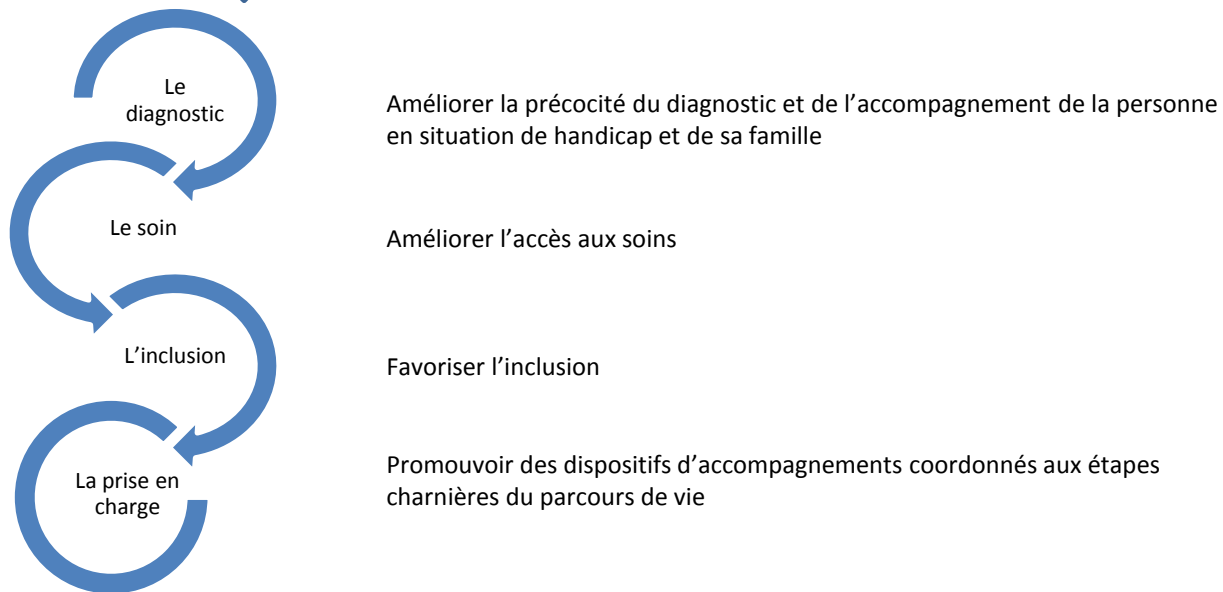 Le
diagnostic
Améliorer la précocité du diagnostic et de l’accompagnement de la personne
en situation de handicap et de sa famille
Le soin
Améliorer l’accès aux soins
L’inclusion
Favoriser l’inclusion
La prise en
charge
Promouvoir des dispositifs d’accompagnements coordonnés aux étapes
charnières du parcours de vie